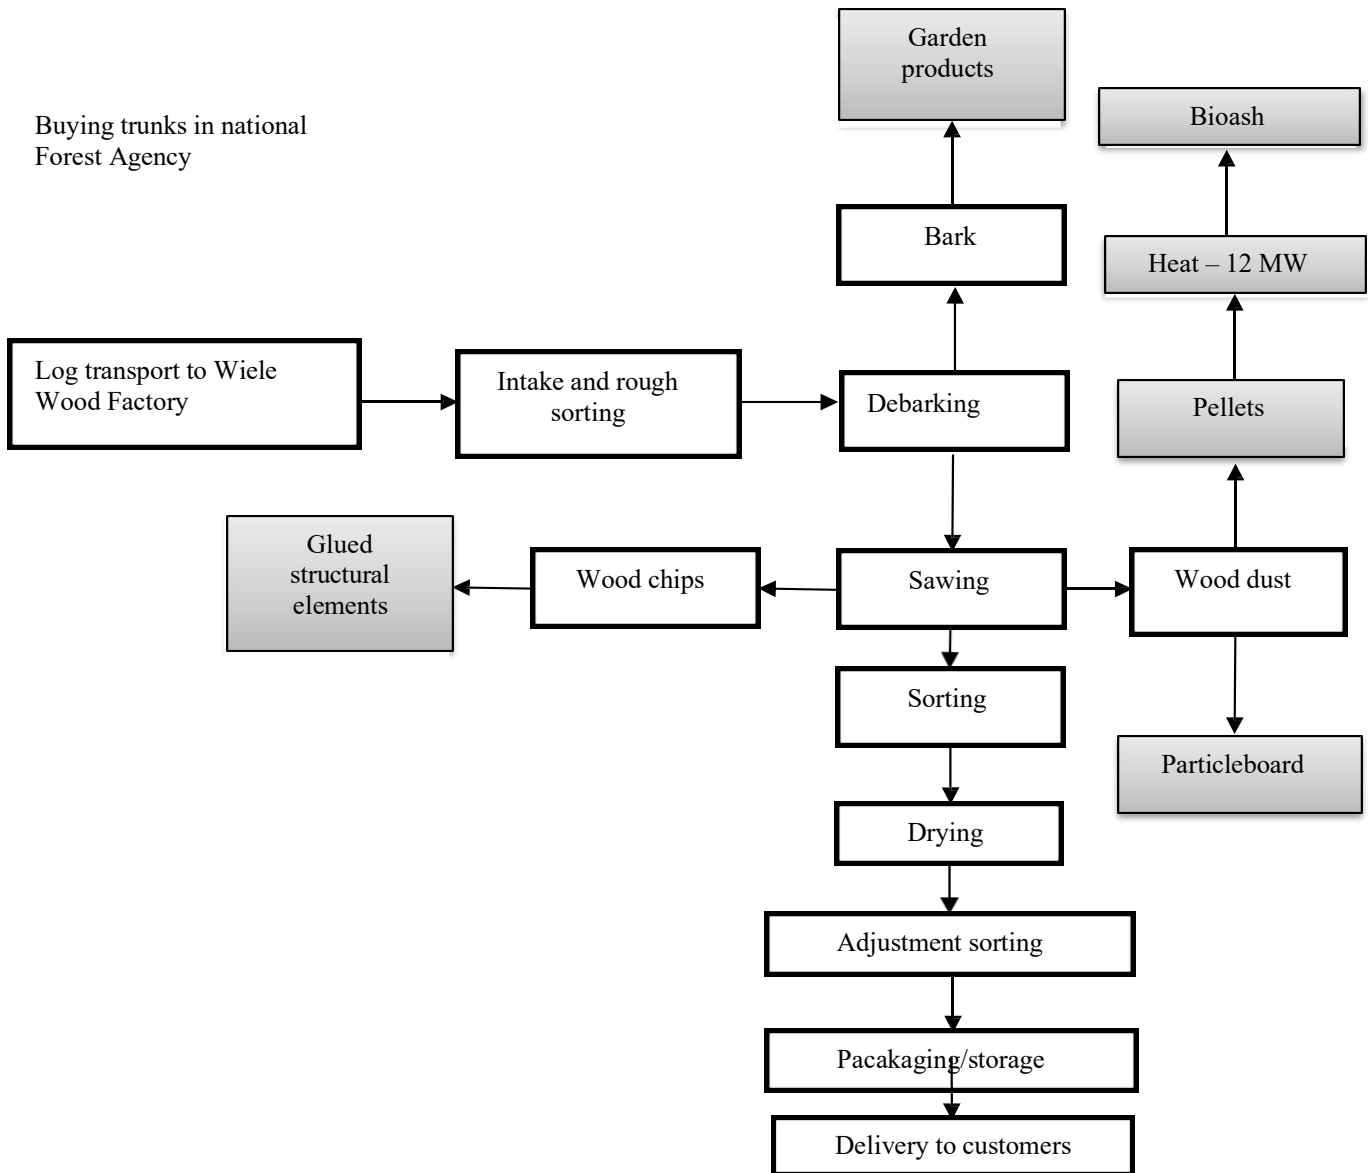 Garden
products
Bioash
Buying trunks in national
Forest Agency
Bark
Heat – 12 MW
Log transport to Wiele
Wood Factory
Intake and rough
sorting
Debarking
Pellets
Glued
structural
elements
Wood chips
Sawing
Wood dust
Sorting
Particleboard
Drying
Adjustment sorting
Pacakaging/storage
Delivery to customers